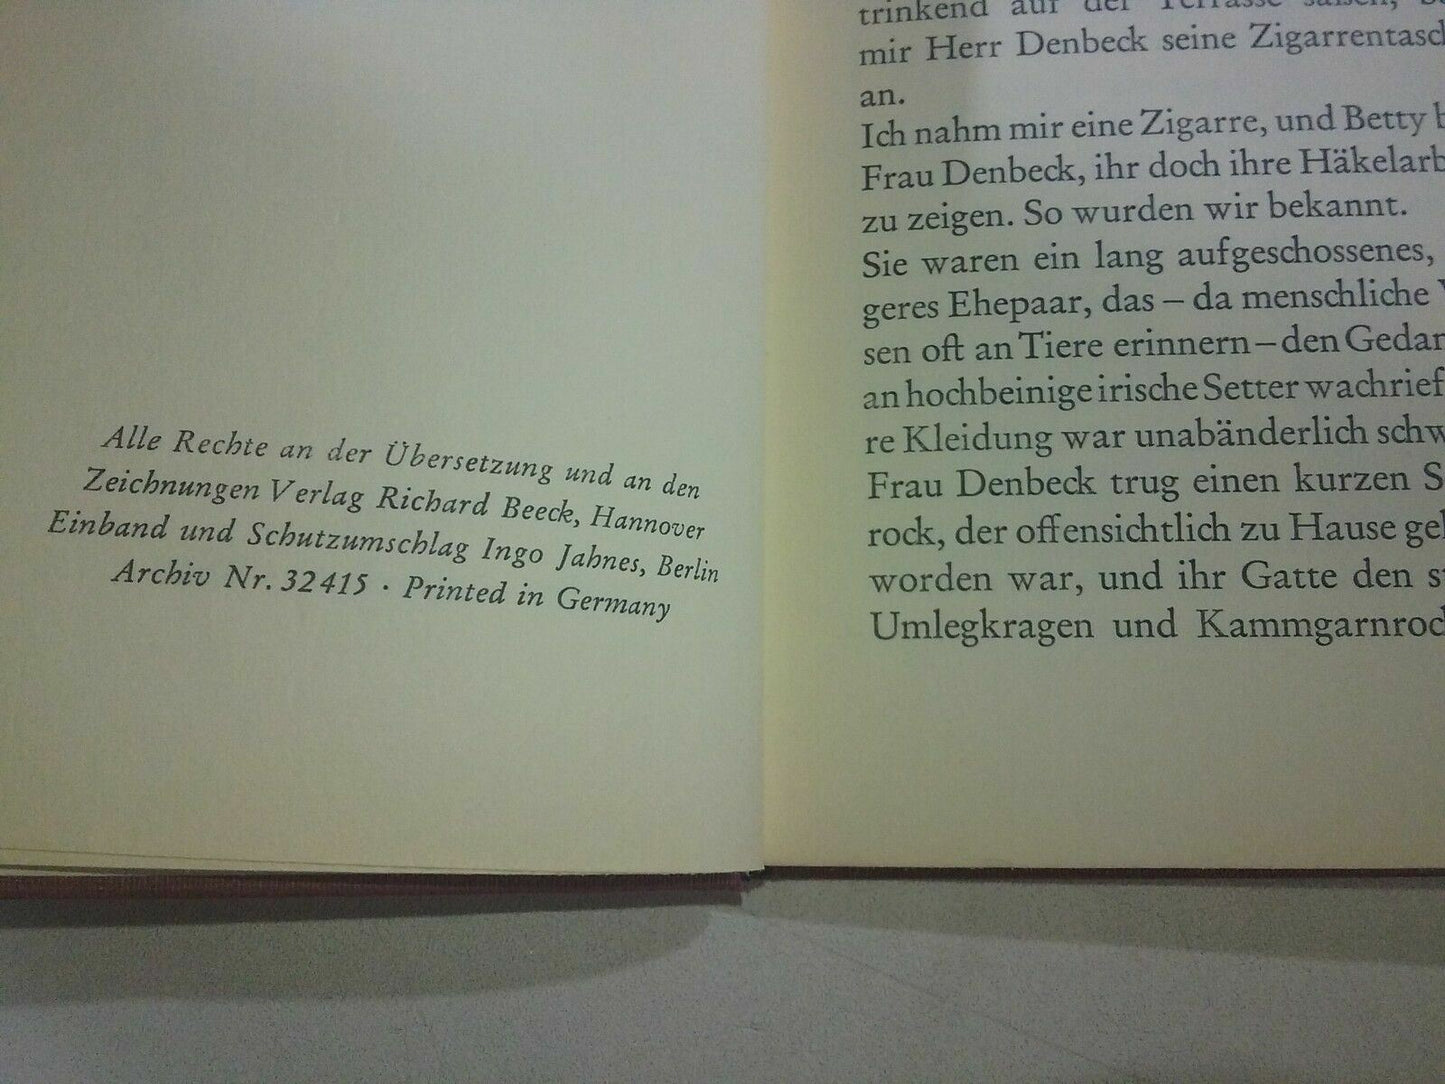 Alle Rechte an der Übersetzung und an den
Zeichnungen Verlag Richard Beeck, Hannover
Einband und Schutzumschlag Ingo Jahnes, Berlin
Archiv Nr. 32415 · Printed in Germany
trinkend auf der Terrasse saßen,
mir Herr Denbeck seine Zigarrentasch
an.
Ich nahm mir eine Zigarre, und Betty b
Frau Denbeck, ihr doch ihre Häkelarb
zu zeigen. So wurden wir bekannt.
Sie waren ein lang aufgeschossenes,
geres Ehepaar, das – da menschliche
sen oft an Tiere erinnern – den Gedan
an hochbeinige irische Setter wachrief
re Kleidung war unabänderlich schw
Frau Denbeck trug einen kurzen S
rock, der offensichtlich zu Hause gel
worden war, und ihr Gatte den s
Umlegkragen und Kammgarnroc